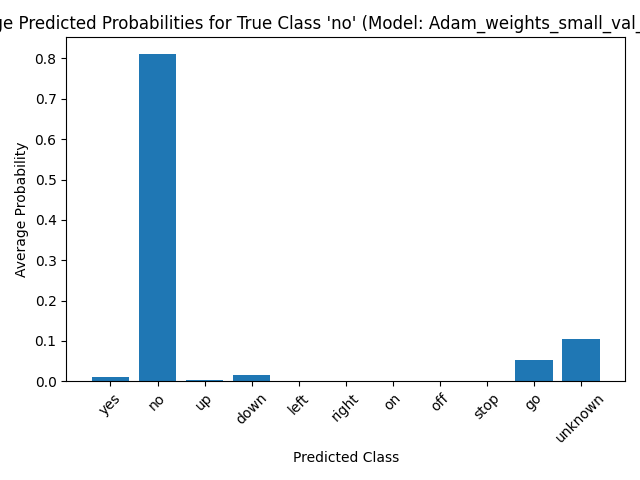 ge Predicted Probabilities for True Class 'no' (Model: Adam_weights_small_val_
0.8
0.7
0.6
0.5
0.4
0.3
0.2
0.1
0.0
Average Probability
yes
no
up
down
left
right
on
off
stop
go
unknown
Predicted Class